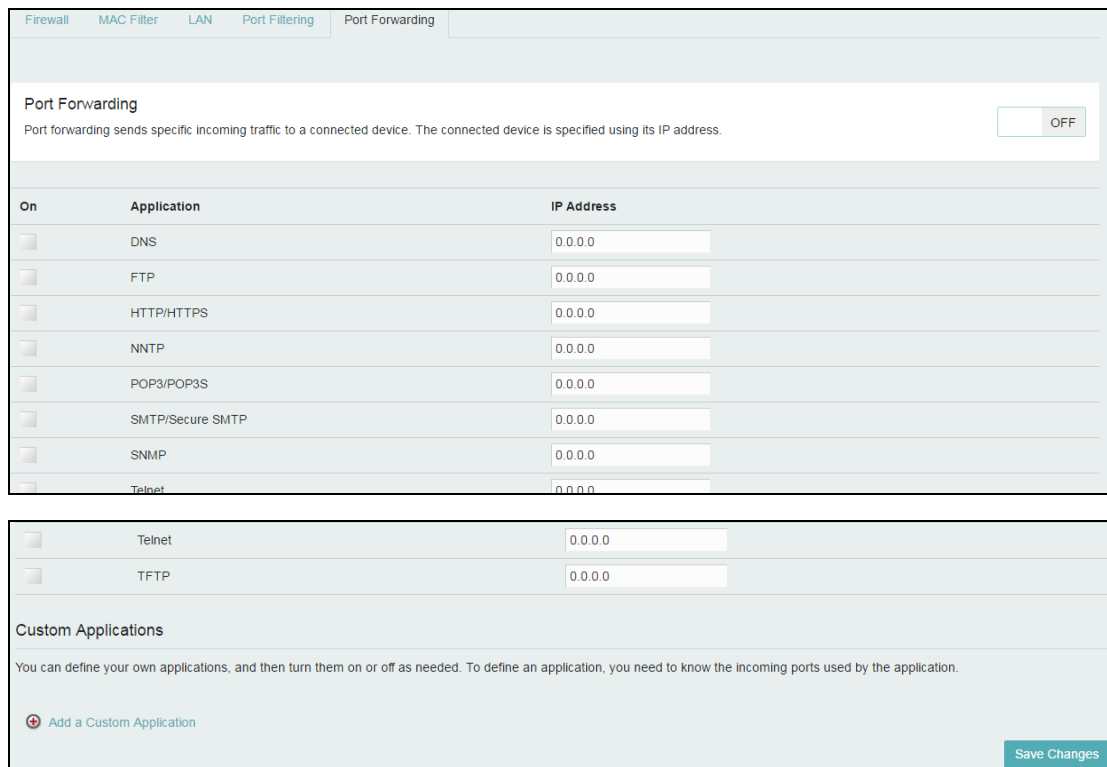 Firewall MAC Filter LAN Port Filtering Port Forwarding
Port Forwarding
Port forwarding sends specific incoming traffic to a connected device. The connected device is specified using its IP address.
OFF
On Application IP Address
DNS 0.0.0.0
FTP 0.0.0.0
HTTP/HTTPS 0.0.0.0
NNTP 0.0.0.0
POP3/POP3S 0.0.0.0
SMTP/Secure SMTP 0.0.0.0
SNMP 0.0.0.0
Telnet 0.0.0.0
Telnet 0.0.0.0
TFTP 0.0.0.0
Custom Applications
You can define your own applications, and then turn them on or off as needed. To define an application, you need to know the incoming ports used by the application.
Add a Custom Application
Save Changes